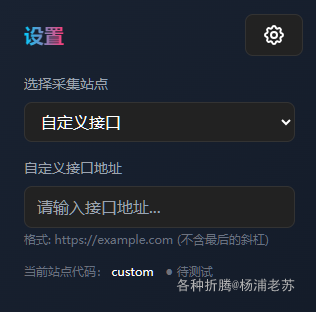 设置
选择采集站点
自定义接口
自定义接口地址
请输入接口地址...
格式: https://example.com (不含最后的斜杠)
当前站点代码： custom 待测试
各种折腾@杨浦老苏